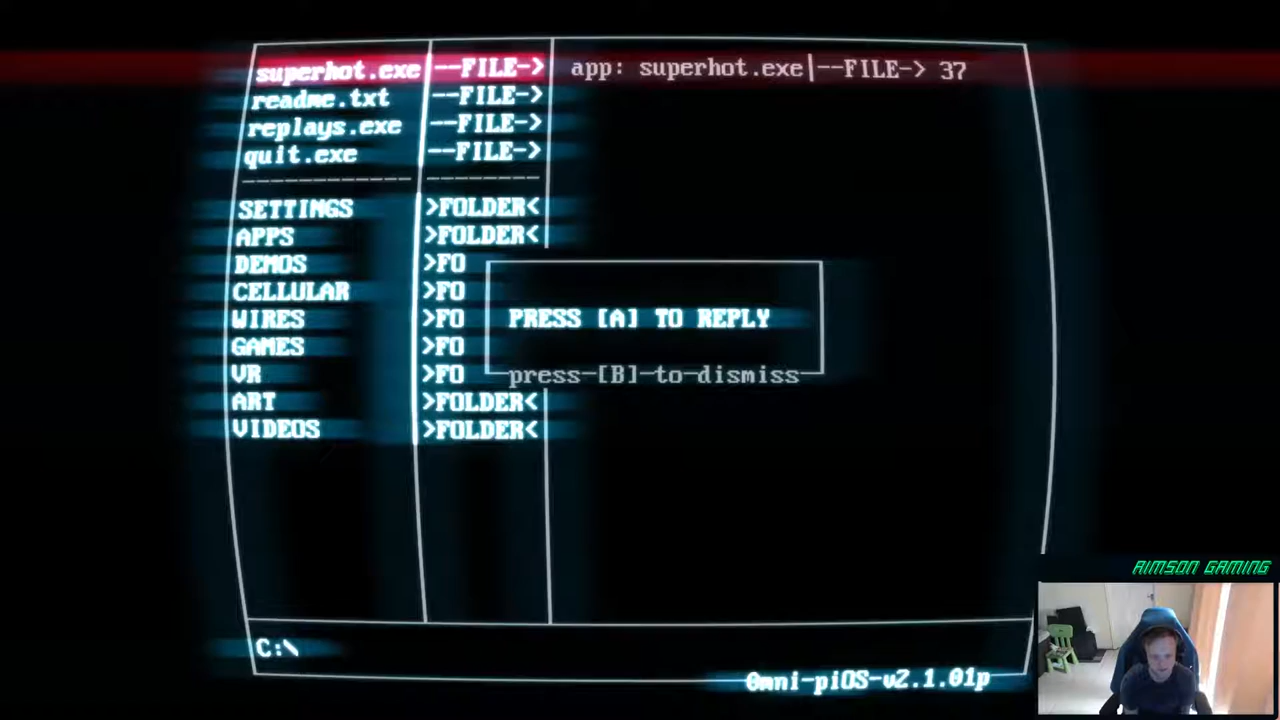 superhot.exe --FILE-> app: superhot.exe|--FILE-> 37
readme.txt --FILE->
replays.exe --FILE->
quit.exe --FILE->
SETTINGS >FOLDER<
APPS >FOLDER<
DEMOS >FO
CELLULAR >FO
WIRES >FO
GAMES >FO
VR >FO
ART >FOLDER<
VIDEOS >FOLDER<
PRESS [A] TO REPLY
press-[B]-to-dismiss
C:\
0mni-piOS-v2.1.01p
AIMSON GAMING